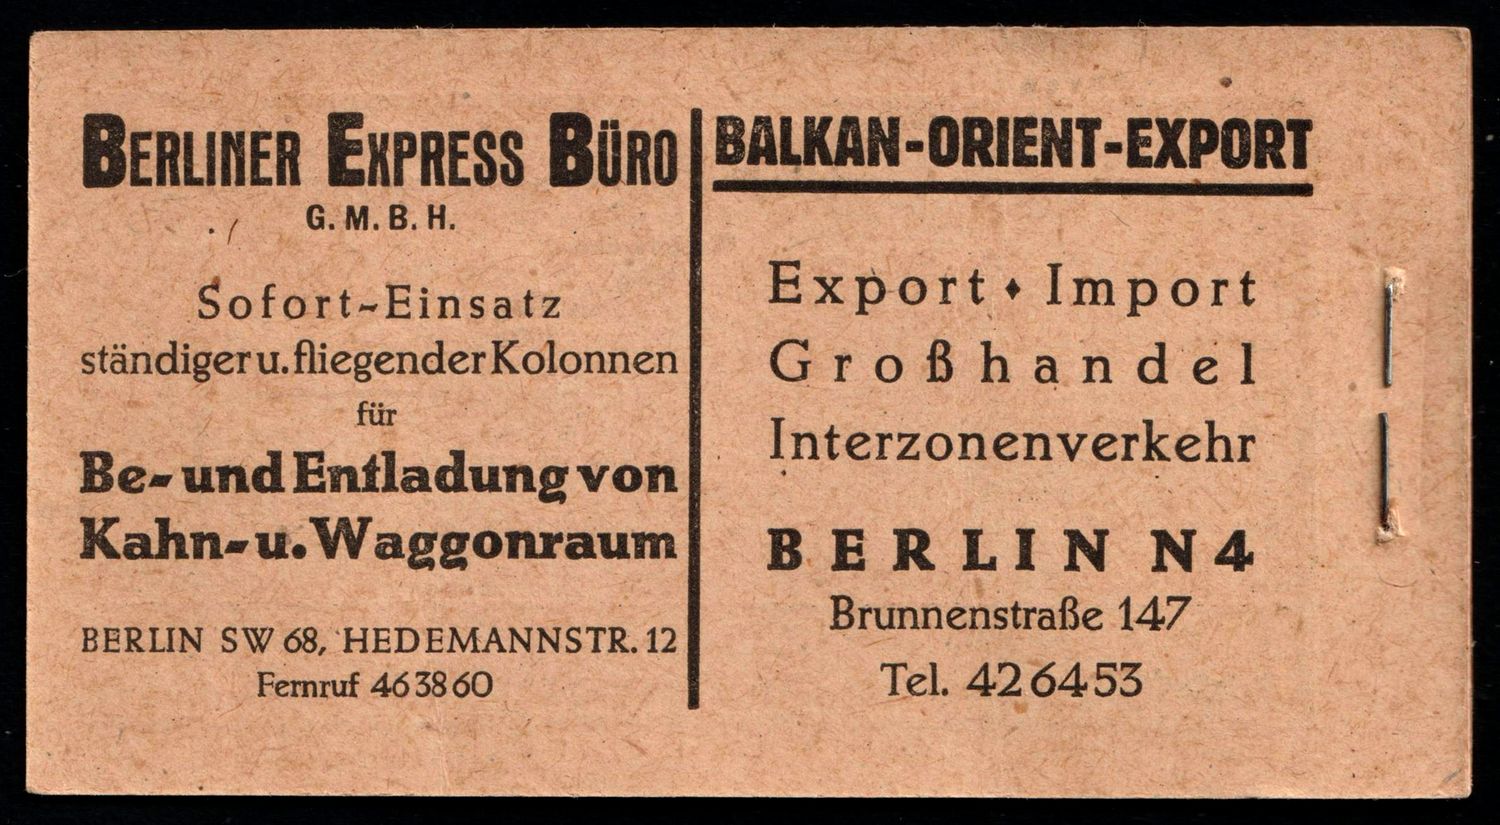 BERLINER EXPRESS BÜRO
G. M. B. H.
Sofort-Einsatz
ständiger u. fliegender Kolonnen
für
Be- und Entladung von
Kahn- u. Waggonraum
BERLIN SW 68, HEDEMANNSTR. 12
Fernruf 46 38 60
BALKAN-ORIENT-EXPORT
Export ♦ Import
Großhandel
Interzonenverkehr
BERLIN N 4
Brunnenstraße 147
Tel. 42 64 53